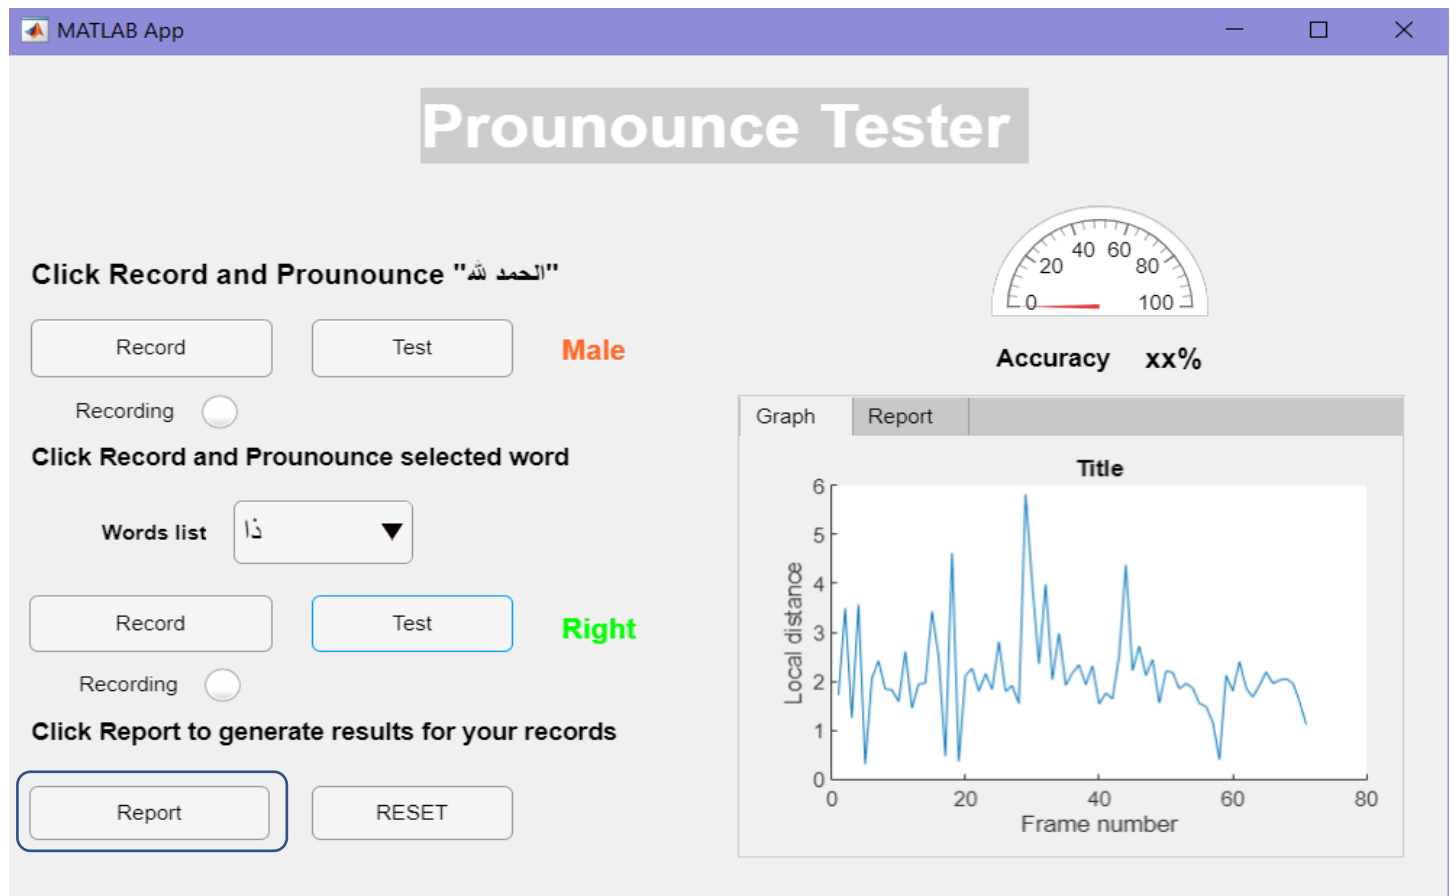 MATLAB App
Prounounce Tester
Click Record and Prounounce "الحمد لله"
Record
Test
Male
Recording
Click Record and Prounounce selected word
Words list
ذا
Record
Test
Right
Recording
Click Report to generate results for your records
Report
RESET
0
20
40
60
80
100
Accuracy xx%
Graph
Report
Title
Local distance
6
5
4
3
2
1
0
0 20 40 60 80
Frame number